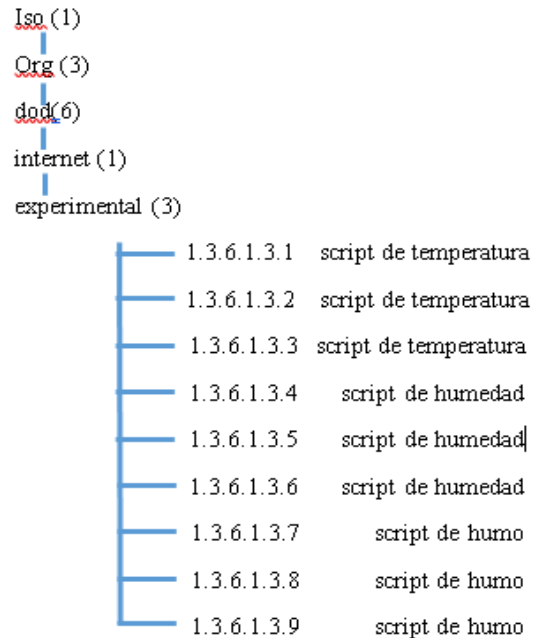 Iso (1)
Org (3)
dod(6)
internet (1)
experimental (3)
1.3.6.1.3.1 script de temperatura
1.3.6.1.3.2 script de temperatura
1.3.6.1.3.3 script de temperatura
1.3.6.1.3.4 script de humedad
1.3.6.1.3.5 script de humedad
1.3.6.1.3.6 script de humedad
1.3.6.1.3.7 script de humo
1.3.6.1.3.8 script de humo
1.3.6.1.3.9 script de humo